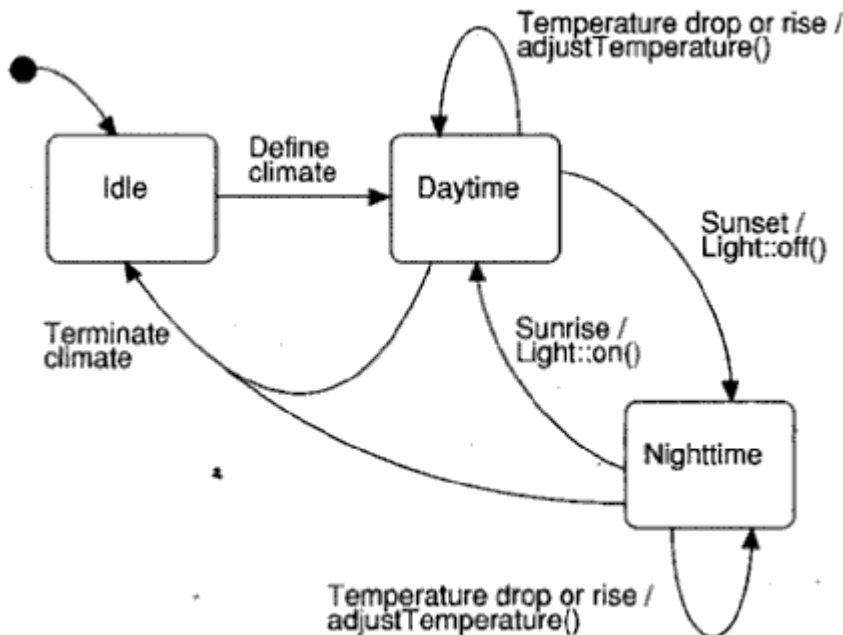 Temperature drop or rise /
adjustTemperature()
Define
climate
Idle
Daytime
Sunset /
Light::off()
Terminate
climate
Sunrise /
Light::on()
Nighttime
Temperature drop or rise /
adjustTemperature()